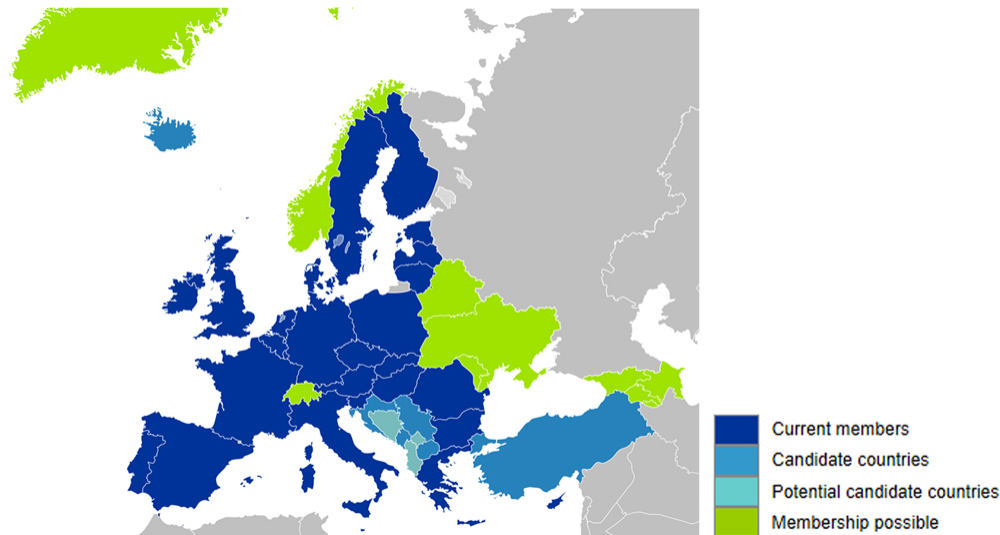 Current members
Candidate countries
Potential candidate countries
Membership possible